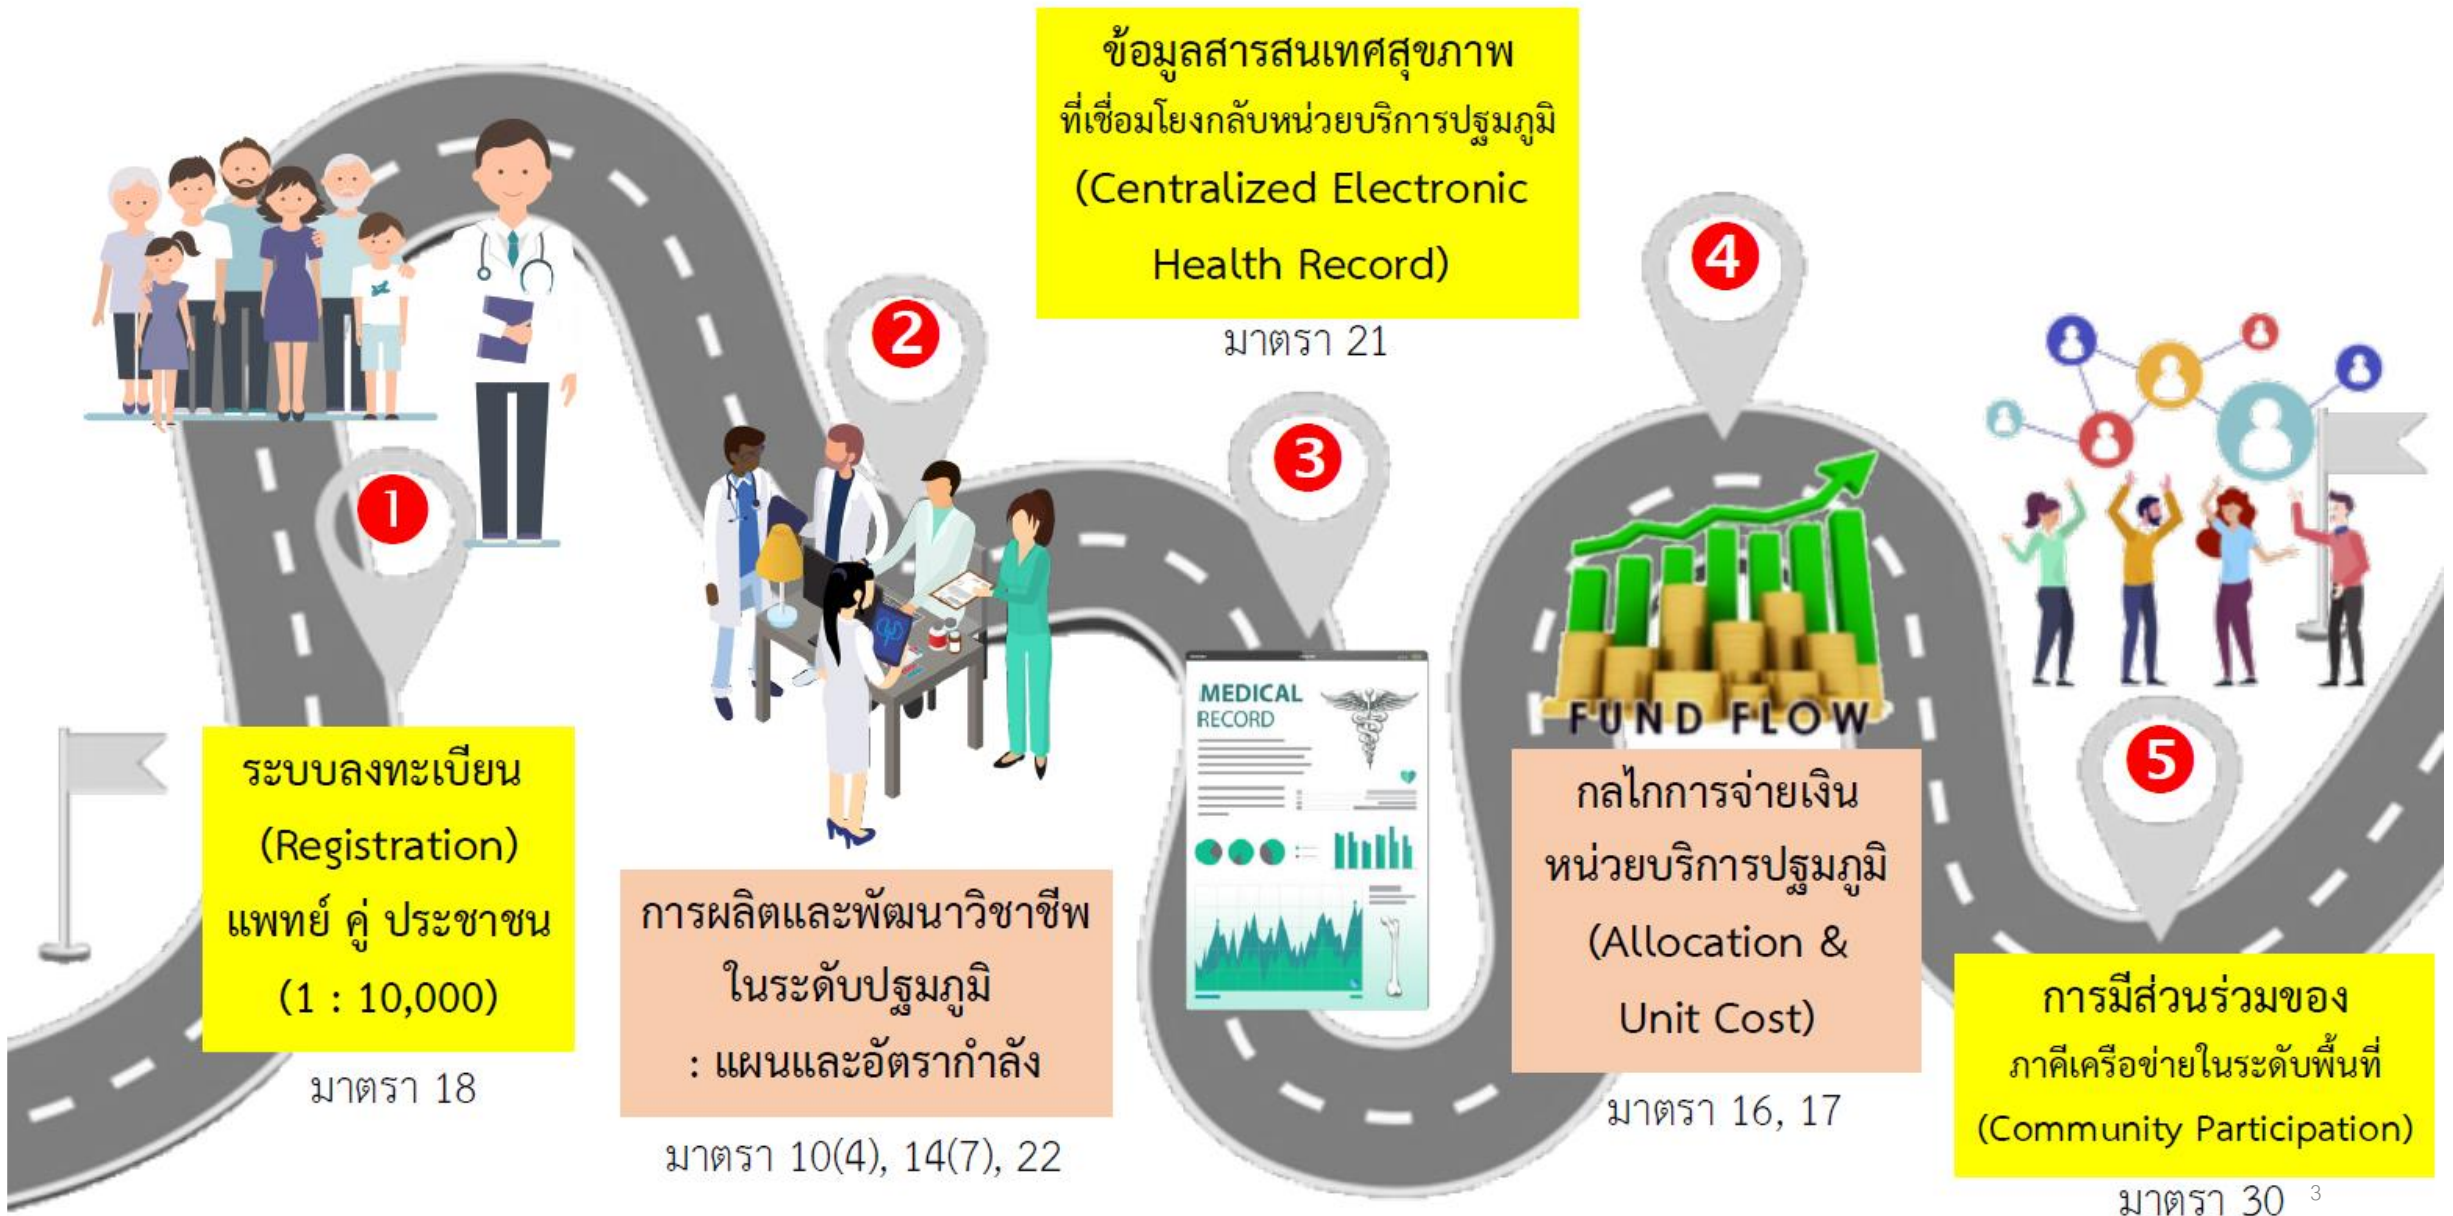 1
ระบบลงทะเบียน
(Registration)
แพทย์ คู่ ประชาชน
(1 : 10,000)
มาตรา 18
2
การผลิตและพัฒนาวิชาชีพ
ในระดับปฐมภูมิ
: แผนและอัตรากำลัง
มาตรา 10(4), 14(7), 22
ข้อมูลสารสนเทศสุขภาพ
ที่เชื่อมโยงกลับหน่วยบริการปฐมภูมิ
(Centralized Electronic
Health Record)
มาตรา 21
3
MEDICAL
RECORD
4
FUND FLOW
กลไกการจ่ายเงิน
หน่วยบริการปฐมภูมิ
(Allocation &
Unit Cost)
มาตรา 16, 17
5
การมีส่วนร่วมของ
ภาคีเครือข่ายในระดับพื้นที่
(Community Participation)
มาตรา 30
3